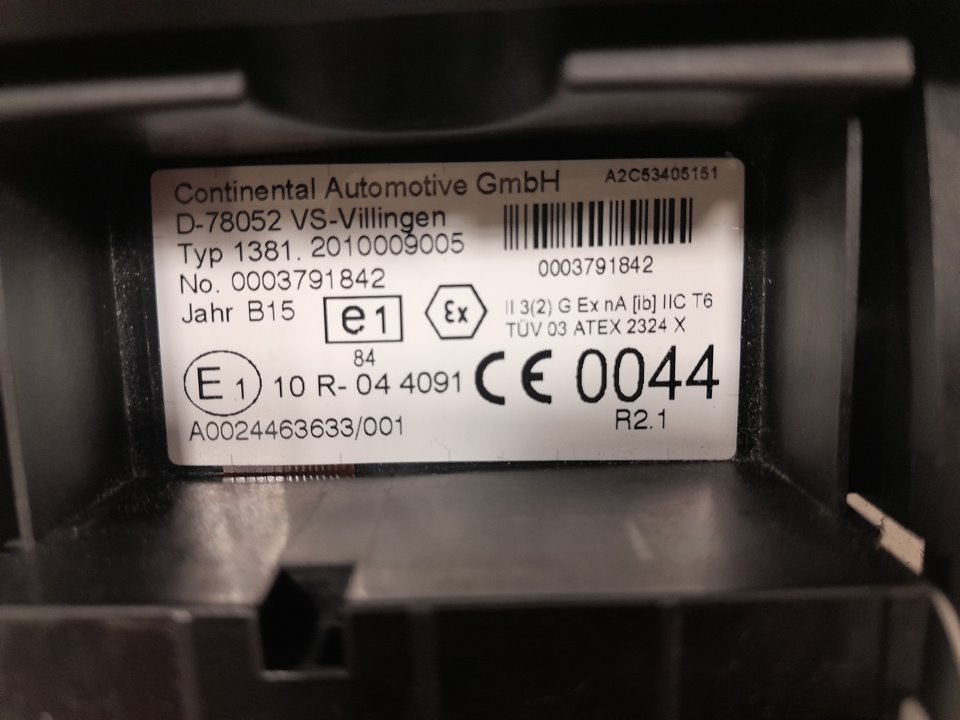 Continental Automotive GmbH
A2C53405151
D-78052 VS-Villingen
Typ 1381. 2010009005
No. 0003791842
0003791842
Jahr B15
e1
Ex
II 3(2) G Ex nA [ib] IIC T6
TÜV 03 ATEX 2324 X
84
E1
10 R- 04 4091
CE 0044
A0024463633/001
R2.1